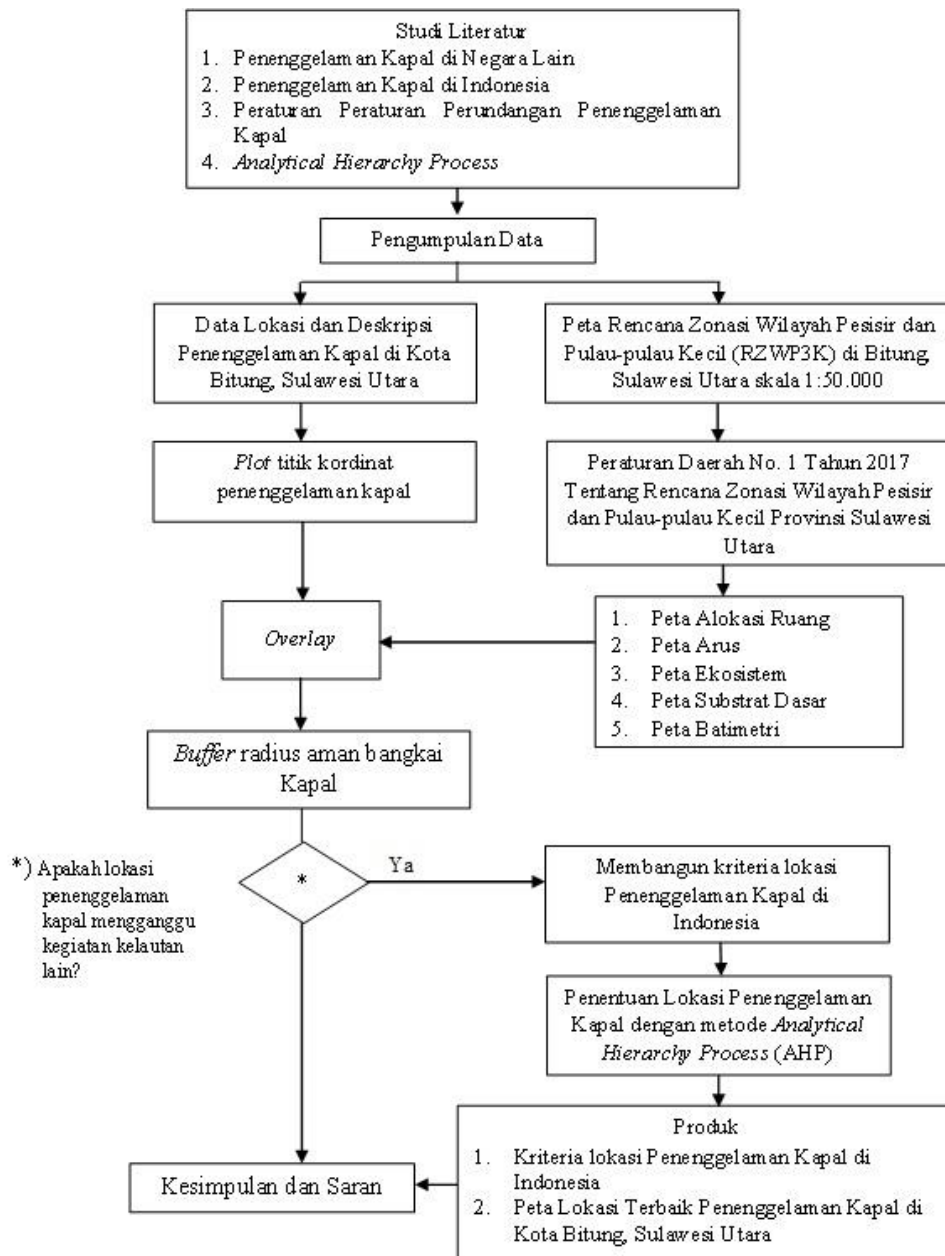 Studi Literatur
1. Penenggelaman Kapal di Negara Lain
2. Penenggelaman Kapal di Indonesia
3. Peraturan Peraturan Perundangan Penenggelaman
Kapal
4. Analytical Hierarchy Process
Pengumpulan Data
Data Lokasi dan Deskripsi
Penenggelaman Kapal di Kota
Bitung, Sulawesi Utara
Peta Rencana Zonasi Wilayah Pesisir dan
Pulau-pulau Kecil (RZWP3K) di Bitung,
Sulawesi Utara skala 1:50.000
Plot titik kordinat
penenggelaman kapal
Peraturan Daerah No. 1 Tahun 2017
Tentang Rencana Zonasi Wilayah Pesisir
dan Pulau-pulau Kecil Provinsi Sulawesi
Utara
Overlay
1. Peta Alokasi Ruang
2. Peta Arus
3. Peta Ekosistem
4. Peta Substrat Dasar
5. Peta Batimetri
Buffer radius aman bangkai
Kapal
*) Apakah lokasi
penenggelaman
kapal mengganggu
kegiatan kelautan
lain?
*
Ya
Membangun kriteria lokasi
Penenggelaman Kapal di
Indonesia
Penentuan Lokasi Penenggelaman
Kapal dengan metode Analytical
Hierarchy Process (AHP)
Produk
1. Kriteria lokasi Penenggelaman Kapal di
Indonesia
2. Peta Lokasi Terbaik Penenggelaman Kapal di
Kota Bitung, Sulawesi Utara
Kesimpulan dan Saran